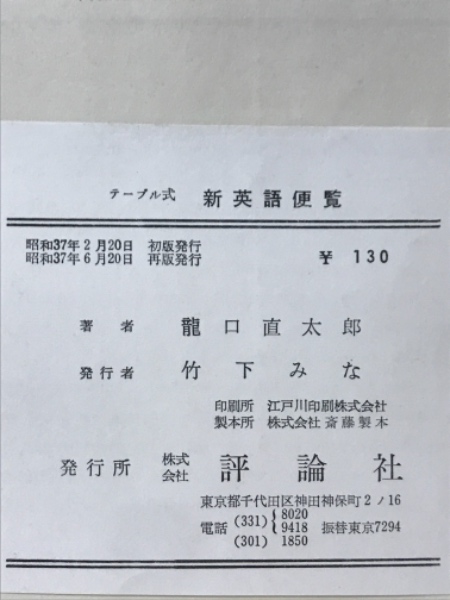 テーブル式 新英語便覧
昭和37年2月20日 初版発行
昭和37年6月20日 再版発行
¥ 130
著者 龍口直太郎
発行者 竹下みな
印刷所 江戸川印刷株式会社
製本所 株式会社斎藤製本
発行所 株式会社 評論社
東京都千代田区神田神保町2ノ16
電話 (331) { 8020
9418 振替東京7294
(301) 1850